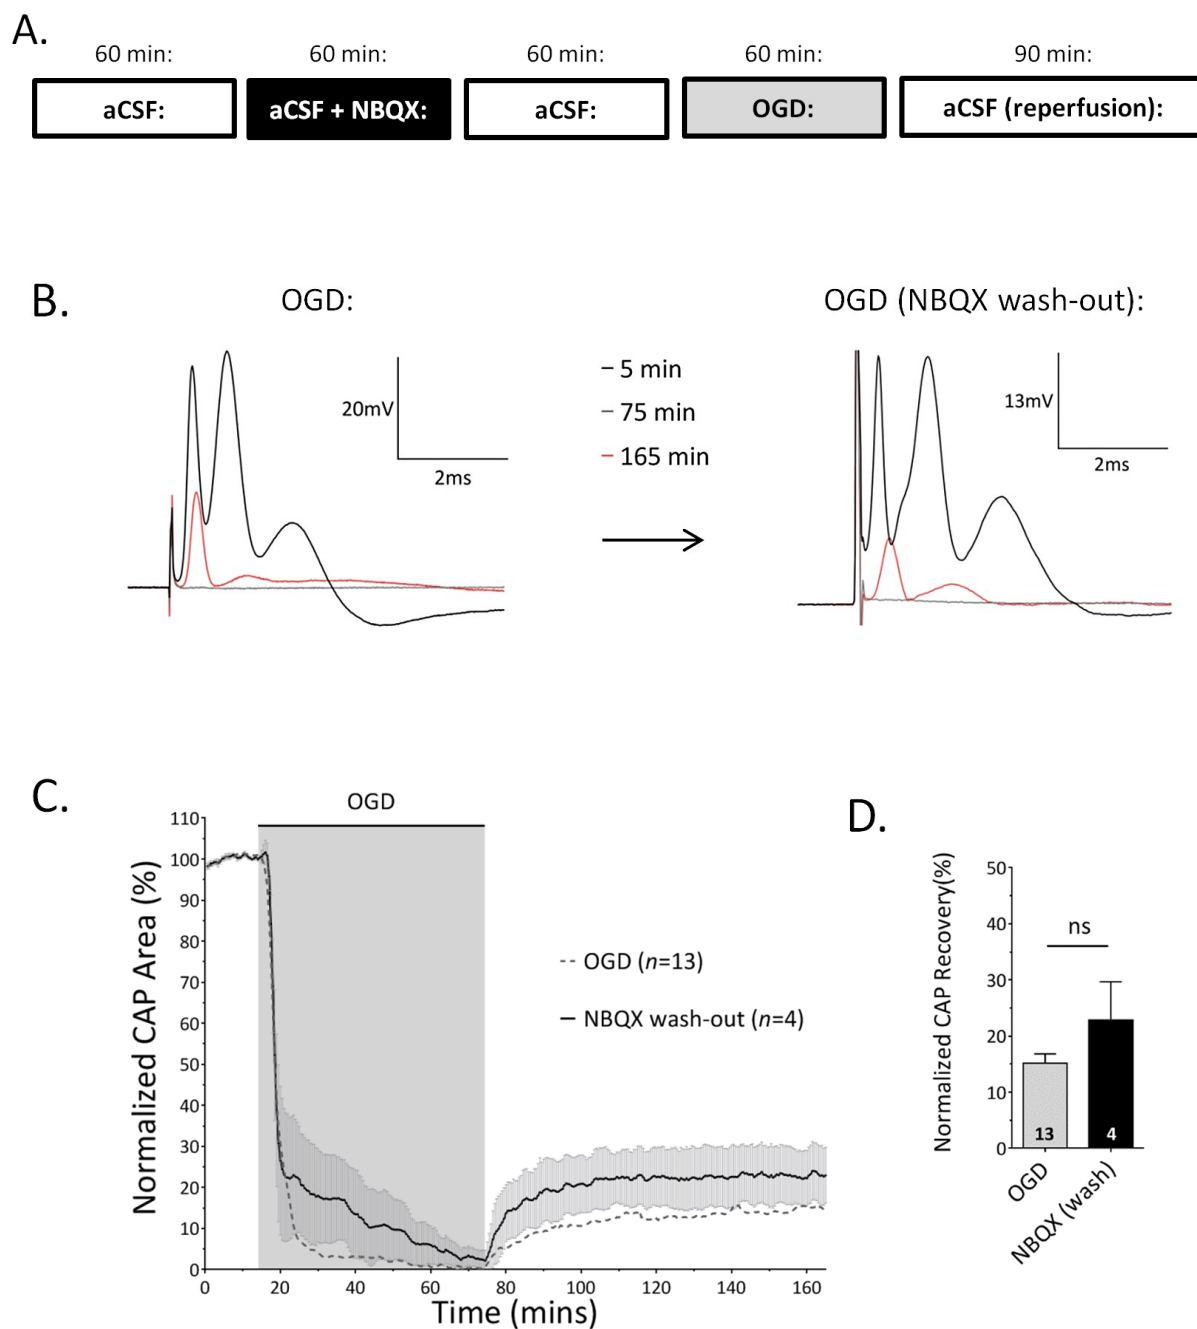 A.
60 min: 60 min: 60 min: 60 min: 90 min:
aCSF: aCSF + NBQX: aCSF: OGD: aCSF (reperfusion):
B.
OGD: OGD (NBQX wash-out):
20mV
2ms
5 min
75 min
165 min
13mV
2ms
C.
OGD
Normalized CAP Area (%)
110
100
90
80
70
60
50
40
30
20
10
0
0 20 40 60 80 100 120 140 160
Time (mins)
OGD (n=13)
NBQX wash-out (n=4)
D.
Normalized CAP Recovery(%)
50
40
30
20
10
0
ns
13 4
OGD
NBQX (wash)